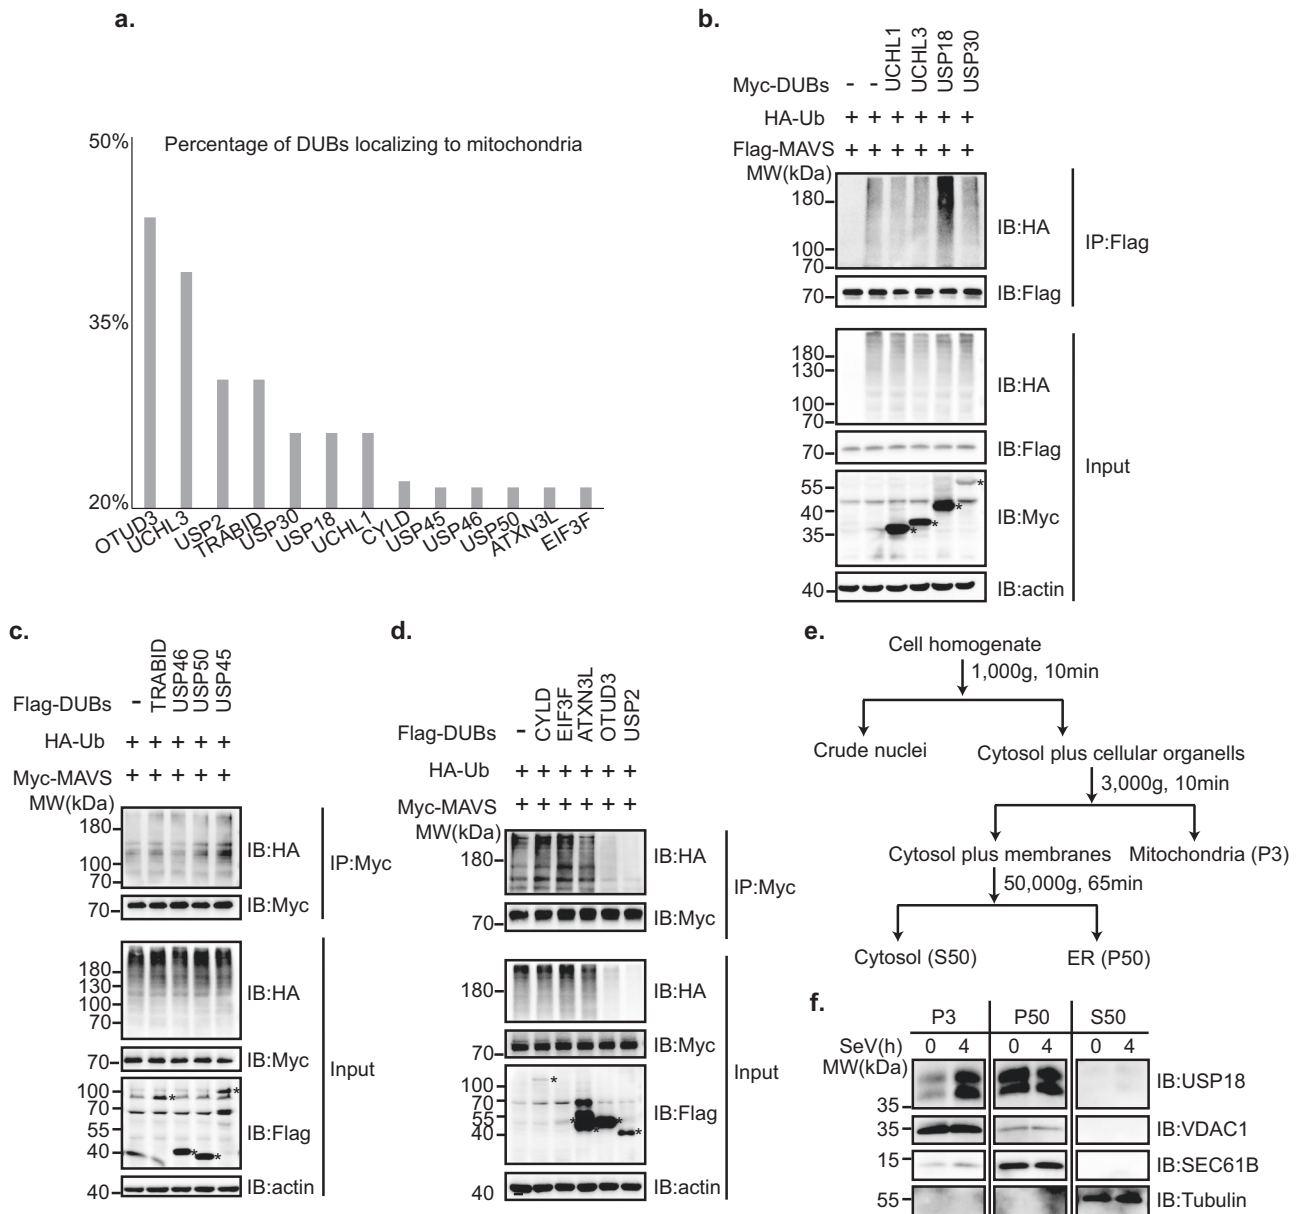 a.
50%
Percentage of DUBs localizing to mitochondria
35%
20%
OTUD3 UCHL3 USP2 TRABID USP30 USP18 UCHL1 CYLD USP45 USP46 USP50 ATXN3L EIF3F
b.
Myc-DUBs - - UCHL1 UCHL3 USP18 USP30
HA-Ub + + + + + +
Flag-MAVS + + + + + +
MW(kDa)
180
100
70
IB:HA
70
IB:Flag
IP:Flag
180
130
100
70
IB:HA
70
IB:Flag
55
40
35
* * * *
IB:Myc
40
IB:actin
Input
c.
Flag-DUBs - TRABID USP46 USP50 USP45
HA-Ub + + + + +
Myc-MAVS + + + + +
MW(kDa)
180
100
70
IB:HA
70
IB:Myc
IP:Myc
180
130
100
70
IB:HA
70
IB:Myc
100
70
55
40
* * * *
IB:Flag
40
IB:actin
Input
d.
Flag-DUBs - CYLD EIF3F ATXN3L OTUD3 USP2
HA-Ub + + + + + +
Myc-MAVS + + + + + +
MW(kDa)
180
IB:HA
70
IB:Myc
IP:Myc
180
IB:HA
70
IB:Myc
100
70
55
40
* * * * *
IB:Flag
40
IB:actin
Input
e.
Cell homogenate
1,000g, 10min
Crude nuclei
Cytosol plus cellular organells
3,000g, 10min
Cytosol plus membranes
Mitochondria (P3)
50,000g, 65min
Cytosol (S50)
ER (P50)
f.
P3 P50 S50
SeV(h) 0 4 0 4 0 4
MW(kDa)
35
IB:USP18
35
IB:VDAC1
15
IB:SEC61B
55
IB:Tubulin